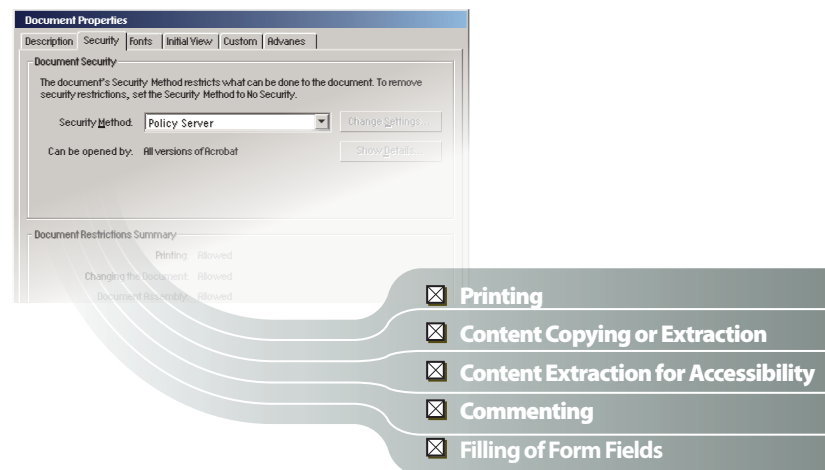 Document Properties
Description Security Fonts Initial View Custom Advanes
Document Security
The document's Security Method restricts what can be done to the document. To remove
security restrictions, set the Security Method to No Security.
Security Method: Policy Server Change Settings...
Can be opened by: All versions of Acrobat Show Details...
Document Restrictions Summary
Printing: Allowed
Changing the Document: Allowed
Document Assembly: Allowed
Printing
Content Copying or Extraction
Content Extraction for Accessibility
Commenting
Filling of Form Fields